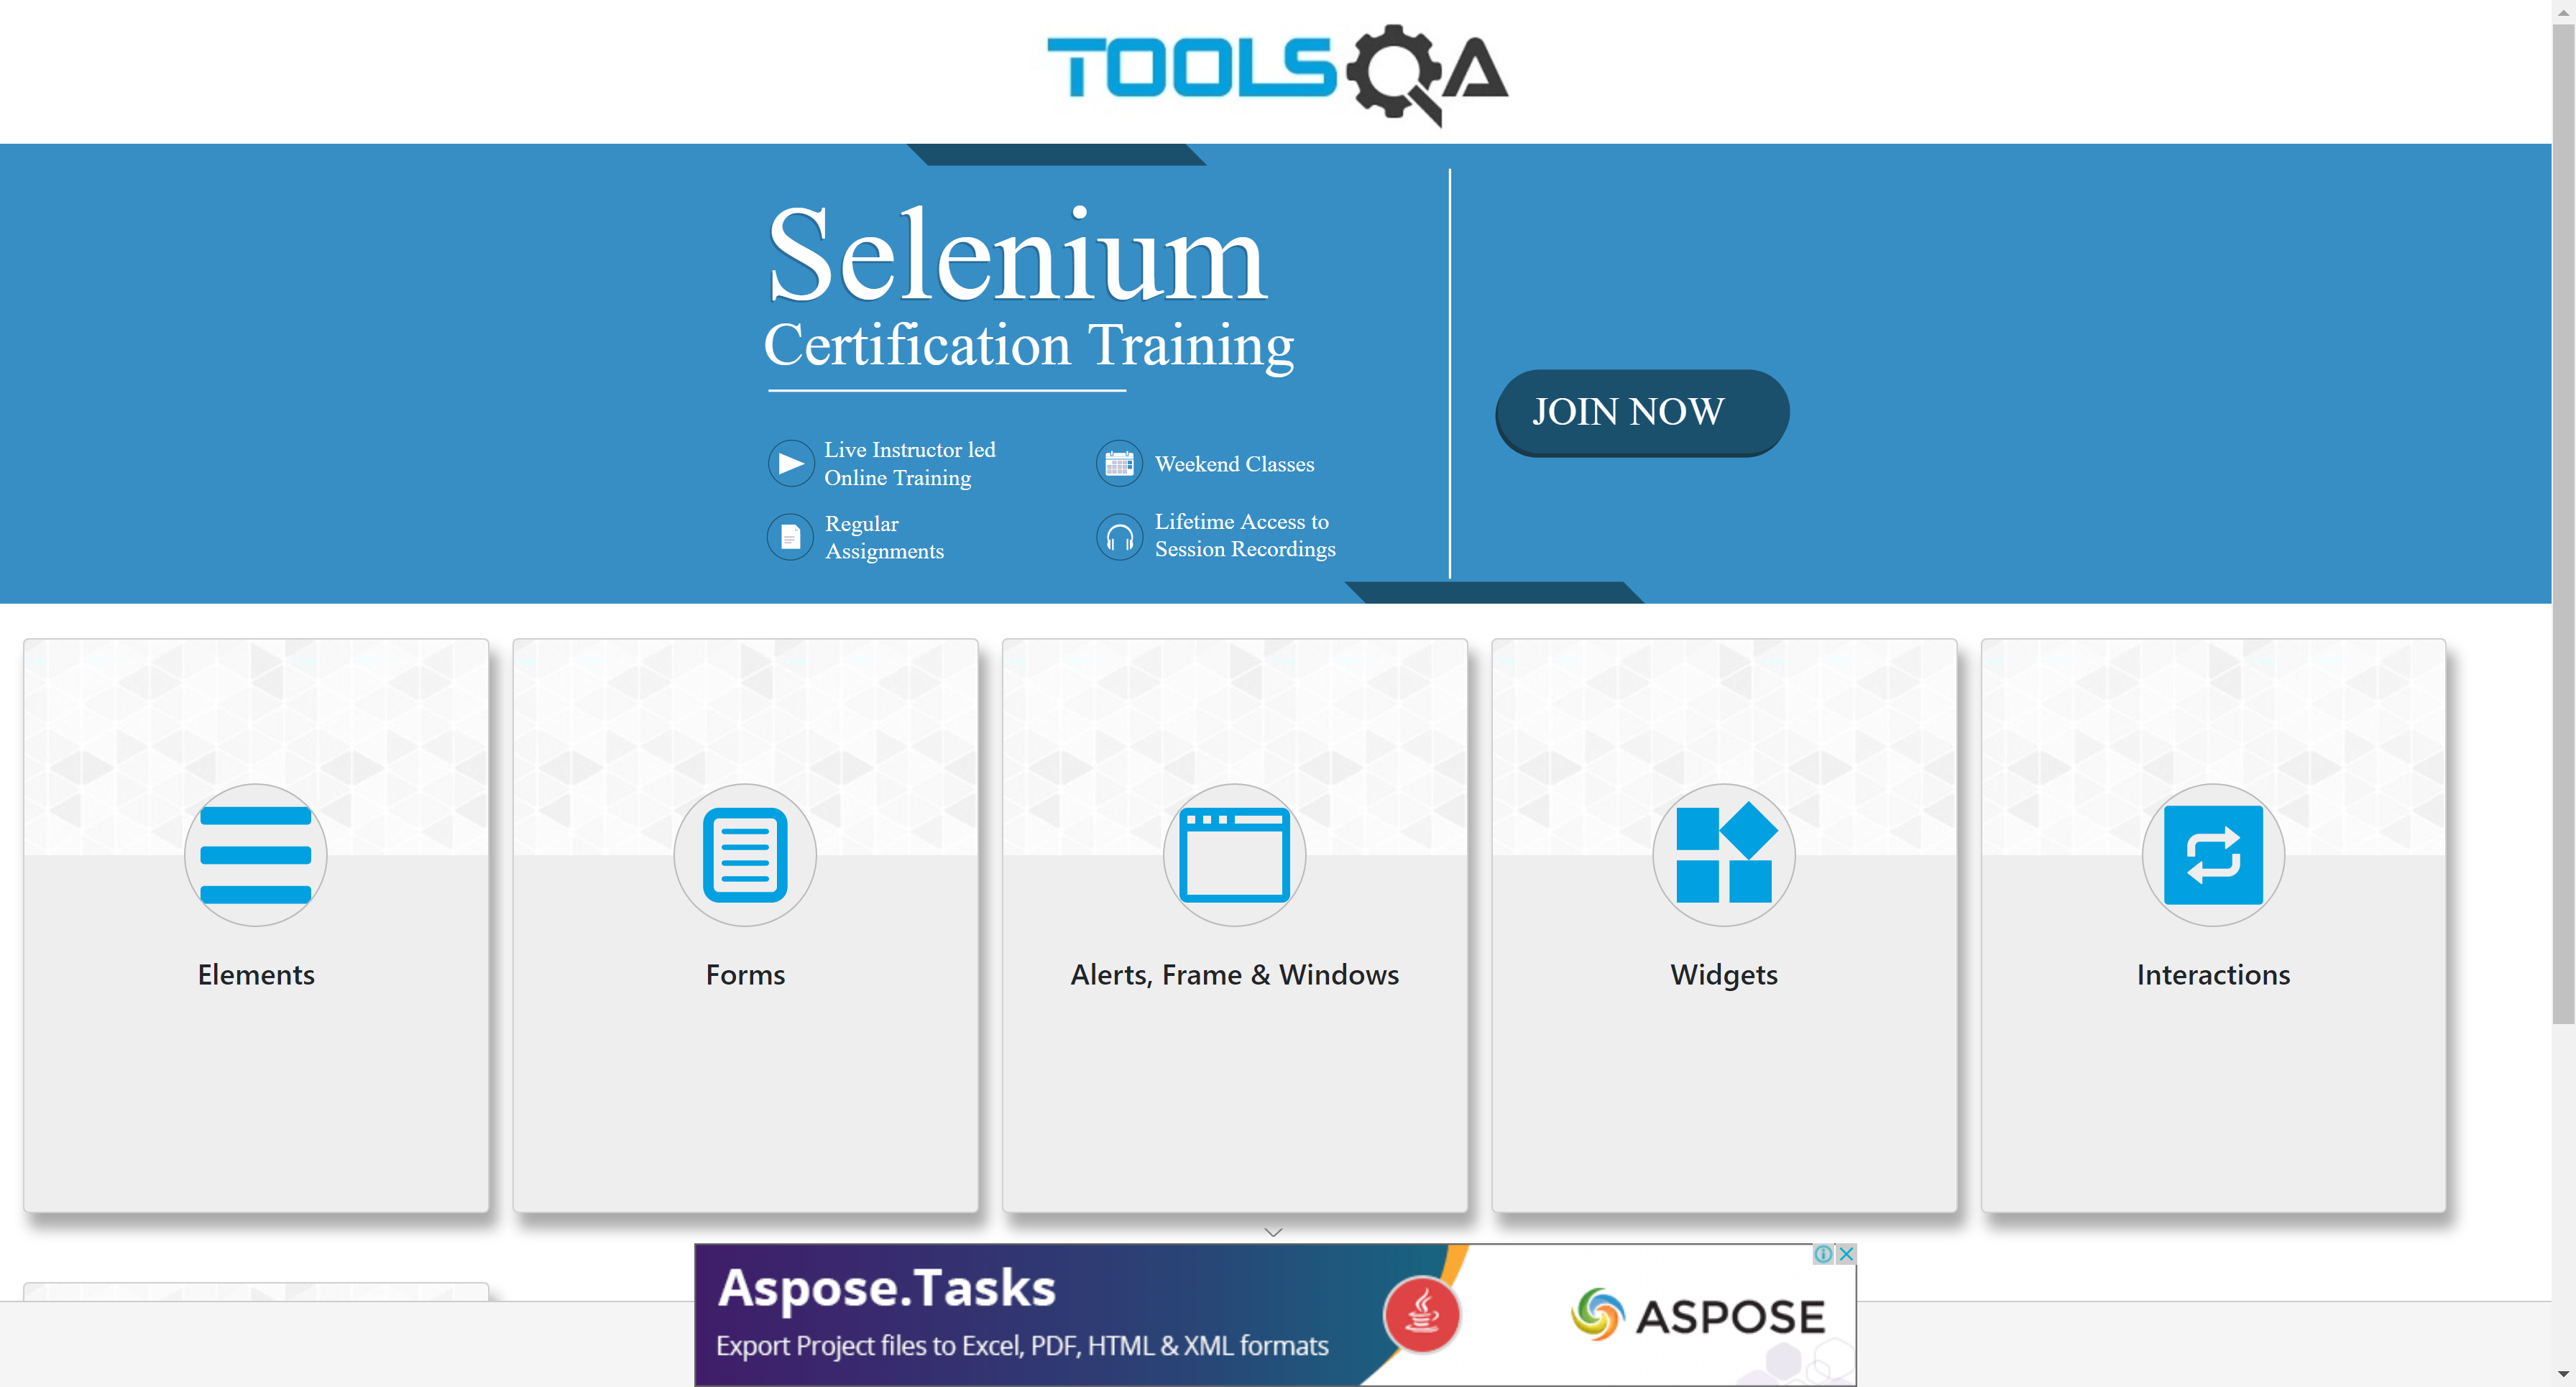 TOOLSQA
Selenium
Certification Training
Live Instructor led
Online Training
Weekend Classes
Regular
Assignments
Lifetime Access to
Session Recordings
JOIN NOW
Elements
Forms
Alerts, Frame & Windows
Widgets
Interactions
Aspose.Tasks
Export Project files to Excel, PDF, HTML & XML formats
ASPOSE